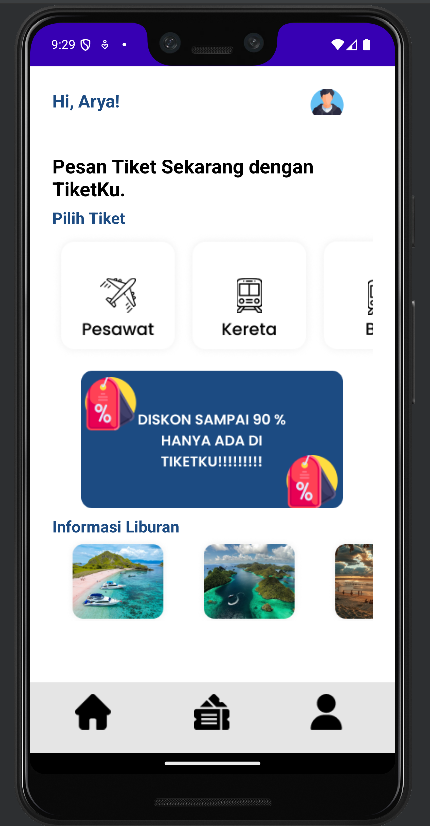 9:29
Hi, Arya!
Pesan Tiket Sekarang dengan
TiketKu.
Pilih Tiket
Pesawat
Kereta
B
%
DISKON SAMPAI 90 %
HANYA ADA DI
TIKETKU!!!!!!!!!
%
Informasi Liburan